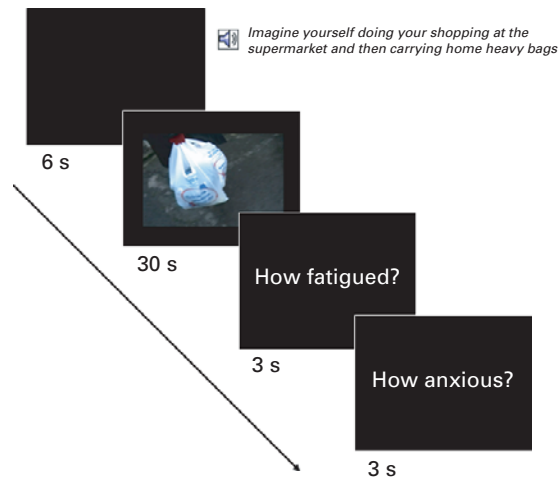 Imagine yourself doing your shopping at the
supermarket and then carrying home heavy bags
6 s
30 s
How fatigued?
3 s
How anxious?
3 s